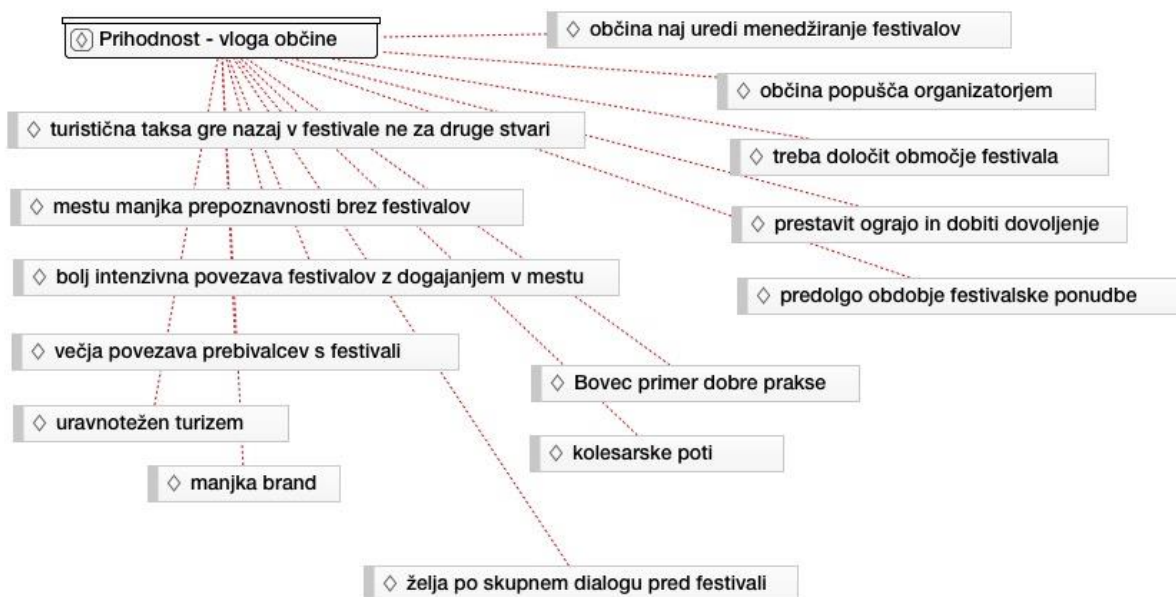 Prihodnost - vloga občine
občina naj uredi menedžiranje festivalov
občina popušča organizatorjem
turistična taksa gre nazaj v festivale ne za druge stvari
treba določit območje festivala
mestu manjka prepoznavnosti brez festivalov
prestavit ograjo in dobiti dovoljenje
bolj intenzivna povezava festivalov z dogajanjem v mestu
predolgo obdobje festivalske ponudbe
večja povezava prebivalcev s festivali
Bovec primer dobre prakse
uravnotežen turizem
kolesarske poti
manjka brand
želja po skupnem dialogu pred festivali